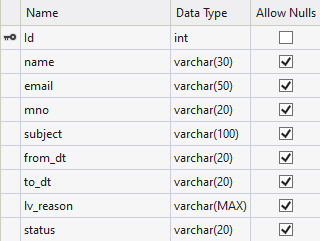 Name Data Type Allow Nulls
Id int
name varchar(30)
email varchar(50)
mno varchar(20)
subject varchar(100)
from_dt varchar(20)
to_dt varchar(20)
lv_reason varchar(MAX)
status varchar(20)